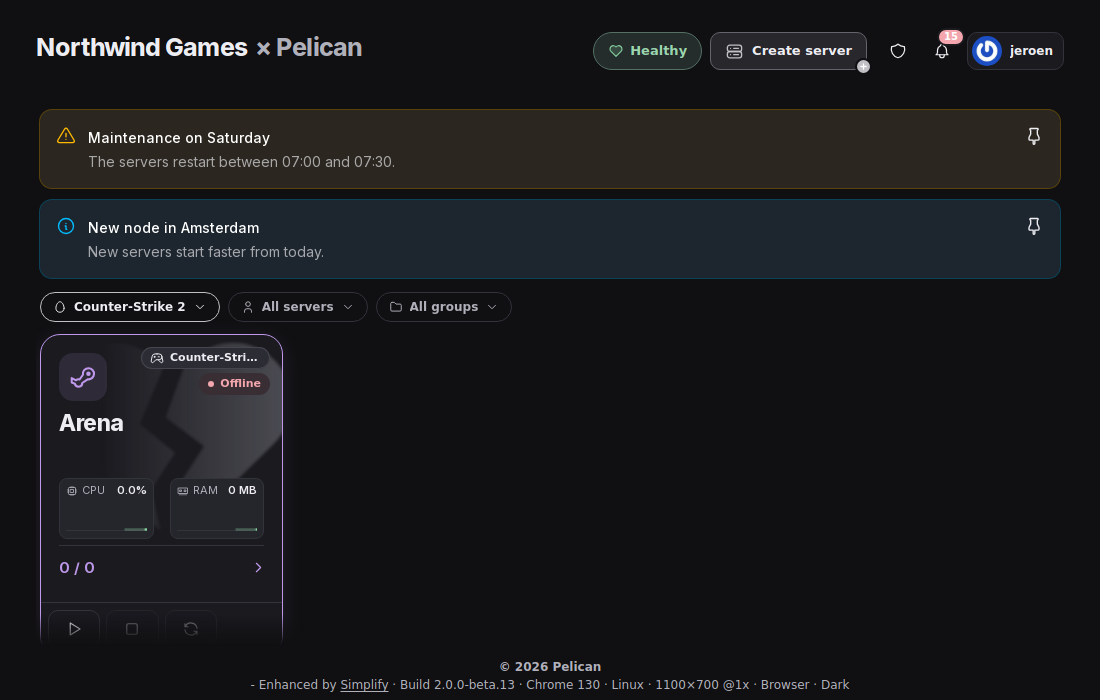 Northwind Games × Pelican
Healthy
Create server
15
jeroen
Maintenance on Saturday
The servers restart between 07:00 and 07:30.
New node in Amsterdam
New servers start faster from today.
Counter-Strike 2
All servers
All groups
Counter-Stri...
Offline
Arena
CPU 0.0%
RAM 0 MB
0 / 0
© 2026 Pelican
- Enhanced by Simplify · Build 2.0.0-beta.13 · Chrome 130 · Linux · 1100×700 @1x · Browser · Dark